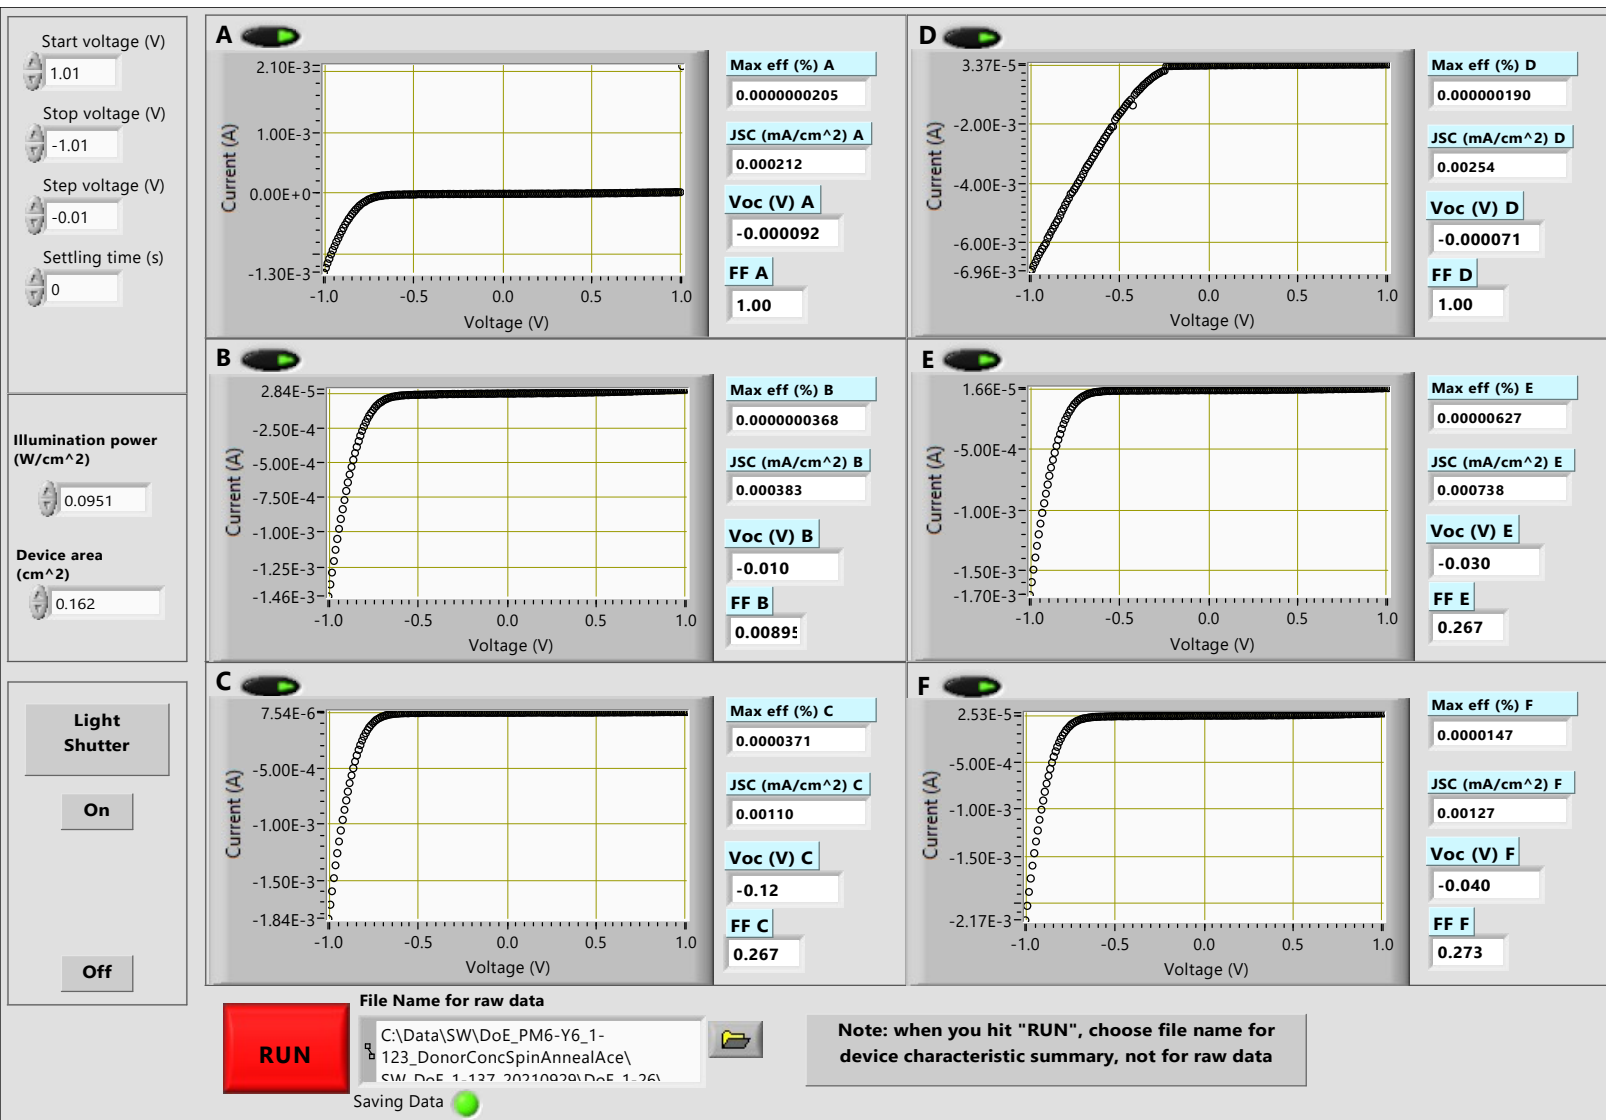 Start voltage (V)
1.01
Stop voltage (V)
-1.01
Step voltage (V)
-0.01
Settling time (s)
0
Illumination power
(W/cm^2)
0.0951
Device area
(cm^2)
0.162
Light
Shutter
On
Off
A
2.10E-3
1.00E-3
0.00E+0
-1.30E-3
Current (A)
-1.0 -0.5 0.0 0.5 1.0
Voltage (V)
Max eff (%) A
0.0000000205
JSC (mA/cm^2) A
0.000212
Voc (V) A
-0.000092
FF A
1.00
B
2.84E-5
-2.50E-4
-5.00E-4
-7.50E-4
-1.00E-3
-1.25E-3
-1.46E-3
Current (A)
-1.0 -0.5 0.0 0.5 1.0
Voltage (V)
Max eff (%) B
0.0000000368
JSC (mA/cm^2) B
0.000383
Voc (V) B
-0.010
FF B
0.00895
C
7.54E-6
-5.00E-4
-1.00E-3
-1.50E-3
-1.84E-3
Current (A)
-1.0 -0.5 0.0 0.5 1.0
Voltage (V)
Max eff (%) C
0.0000371
JSC (mA/cm^2) C
0.00110
Voc (V) C
-0.12
FF C
0.267
D
3.37E-5
-2.00E-3
-4.00E-3
-6.00E-3
-6.96E-3
Current (A)
-1.0 -0.5 0.0 0.5 1.0
Voltage (V)
Max eff (%) D
0.000000190
JSC (mA/cm^2) D
0.00254
Voc (V) D
-0.000071
FF D
1.00
E
1.66E-5
-5.00E-4
-1.00E-3
-1.50E-3
-1.70E-3
Current (A)
-1.0 -0.5 0.0 0.5 1.0
Voltage (V)
Max eff (%) E
0.00000627
JSC (mA/cm^2) E
0.000738
Voc (V) E
-0.030
FF E
0.267
F
2.53E-5
-5.00E-4
-1.00E-3
-1.50E-3
-2.17E-3
Current (A)
-1.0 -0.5 0.0 0.5 1.0
Voltage (V)
Max eff (%) F
0.0000147
JSC (mA/cm^2) F
0.00127
Voc (V) F
-0.040
FF F
0.273
RUN
File Name for raw data
C:\Data\SW\DoE_PM6-Y6_1-
123_DonorConcSpinAnnealAce\
SW_DoE_1-137_20210929\DoE_1-26\
Saving Data
Note: when you hit "RUN", choose file name for
device characteristic summary, not for raw data